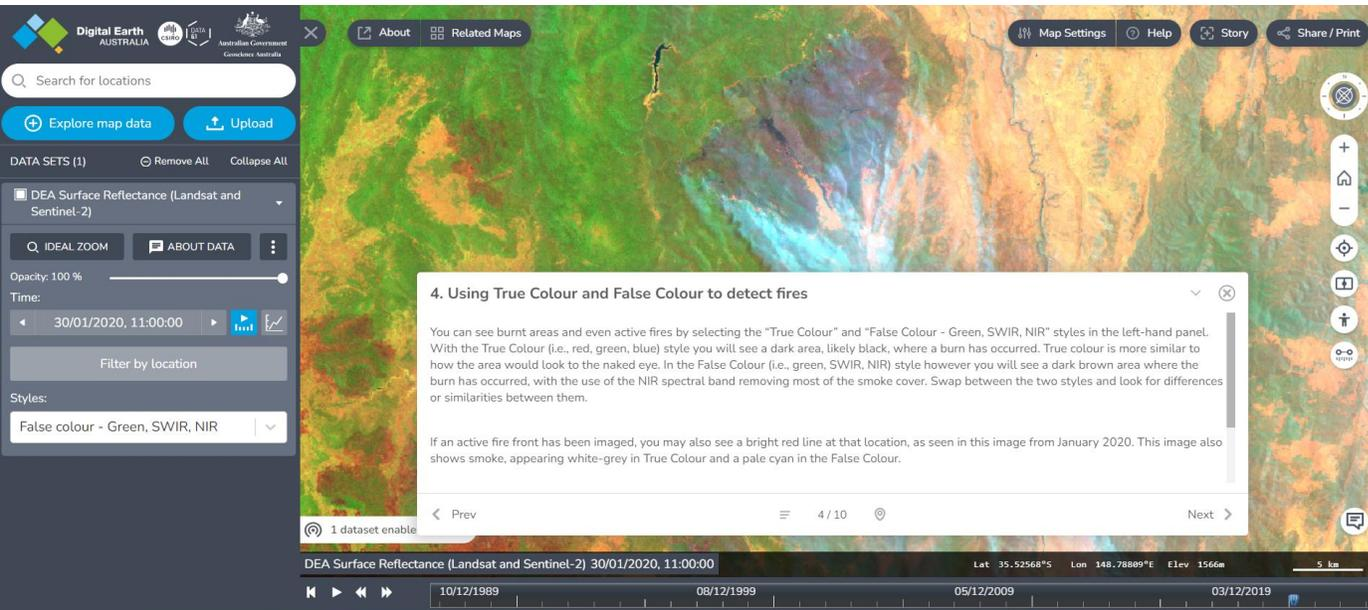 Digital Earth
AUSTRALIA
CSIRO
DATA
61
Australian Government
Geoscience Australia
About
Related Maps
Map Settings
Help
Story
Share / Print
Search for locations
Explore map data
Upload
DATA SETS (1)
Remove All
Collapse All
DEA Surface Reflectance (Landsat and
Sentinel-2)
IDEAL ZOOM
ABOUT DATA
Opacity: 100 %
Time:
30/01/2020, 11:00:00
Filter by location
Styles:
False colour - Green, SWIR, NIR
4. Using True Colour and False Colour to detect fires
You can see burnt areas and even active fires by selecting the “True Colour” and “False Colour - Green, SWIR, NIR” styles in the left-hand panel.
With the True Colour (i.e., red, green, blue) style you will see a dark area, likely black, where a burn has occurred. True colour is more similar to
how the area would look to the naked eye. In the False Colour (i.e., green, SWIR, NIR) style however you will see a dark brown area where the
burn has occurred, with the use of the NIR spectral band removing most of the smoke cover. Swap between the two styles and look for differences
or similarities between them.
If an active fire front has been imaged, you may also see a bright red line at that location, as seen in this image from January 2020. This image also
shows smoke, appearing white-grey in True Colour and a pale cyan in the False Colour.
Prev
4 / 10
Next
1 dataset enable
DEA Surface Reflectance (Landsat and Sentinel-2) 30/01/2020, 11:00:00
Lat 35.52568°S Lon 148.78809°E Elev 1566m
5 km
10/12/1989
08/12/1999
05/12/2009
03/12/2019